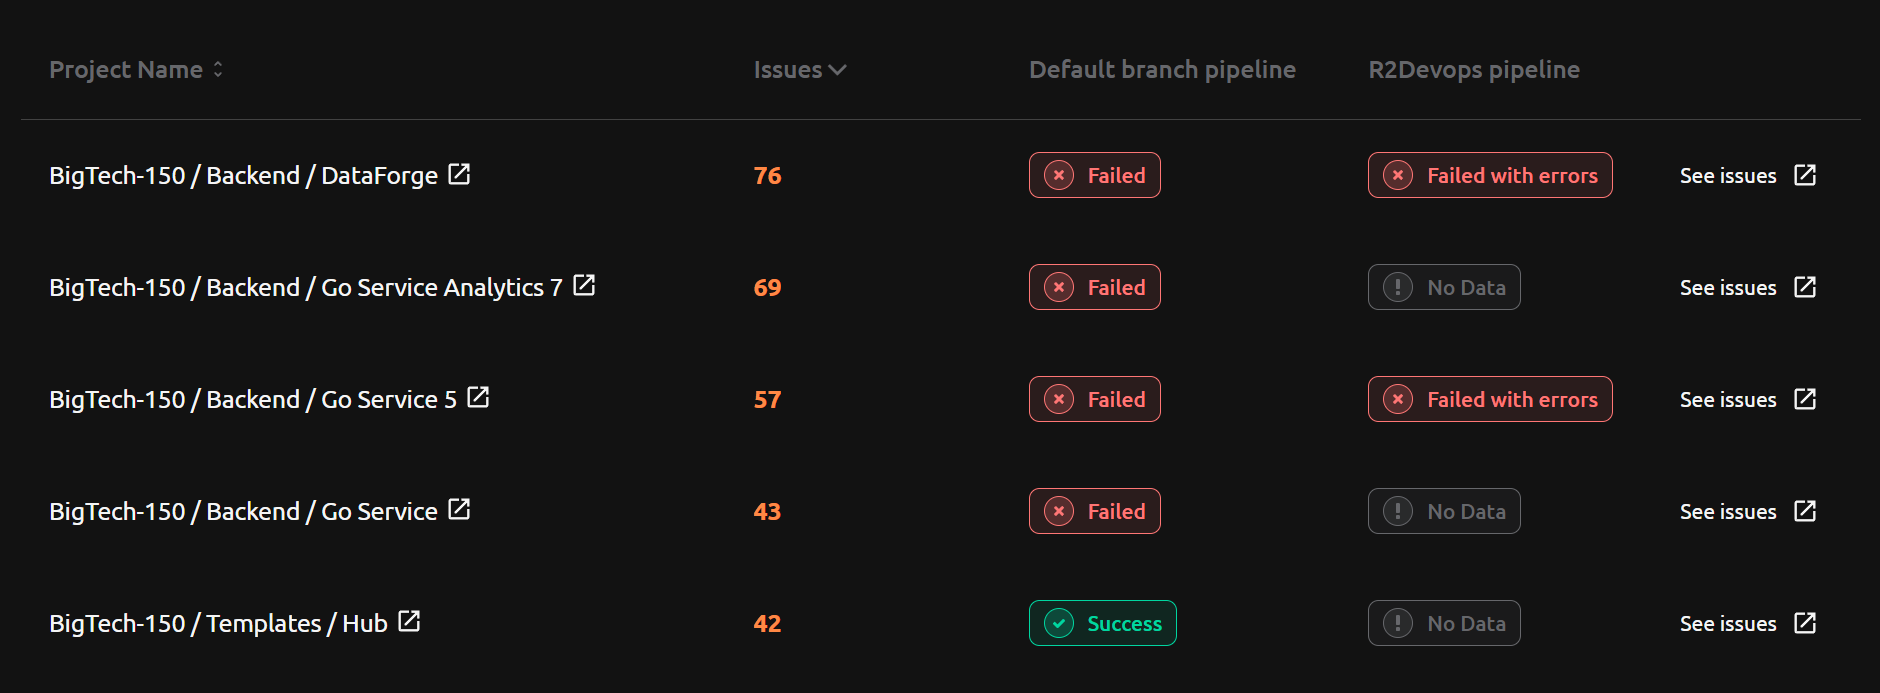 Project Name Issues Default branch pipeline R2Devops pipeline
BigTech-150 / Backend / DataForge 76 Failed Failed with errors See issues
BigTech-150 / Backend / Go Service Analytics 7 69 Failed No Data See issues
BigTech-150 / Backend / Go Service 5 57 Failed Failed with errors See issues
BigTech-150 / Backend / Go Service 43 Failed No Data See issues
BigTech-150 / Templates / Hub 42 Success No Data See issues